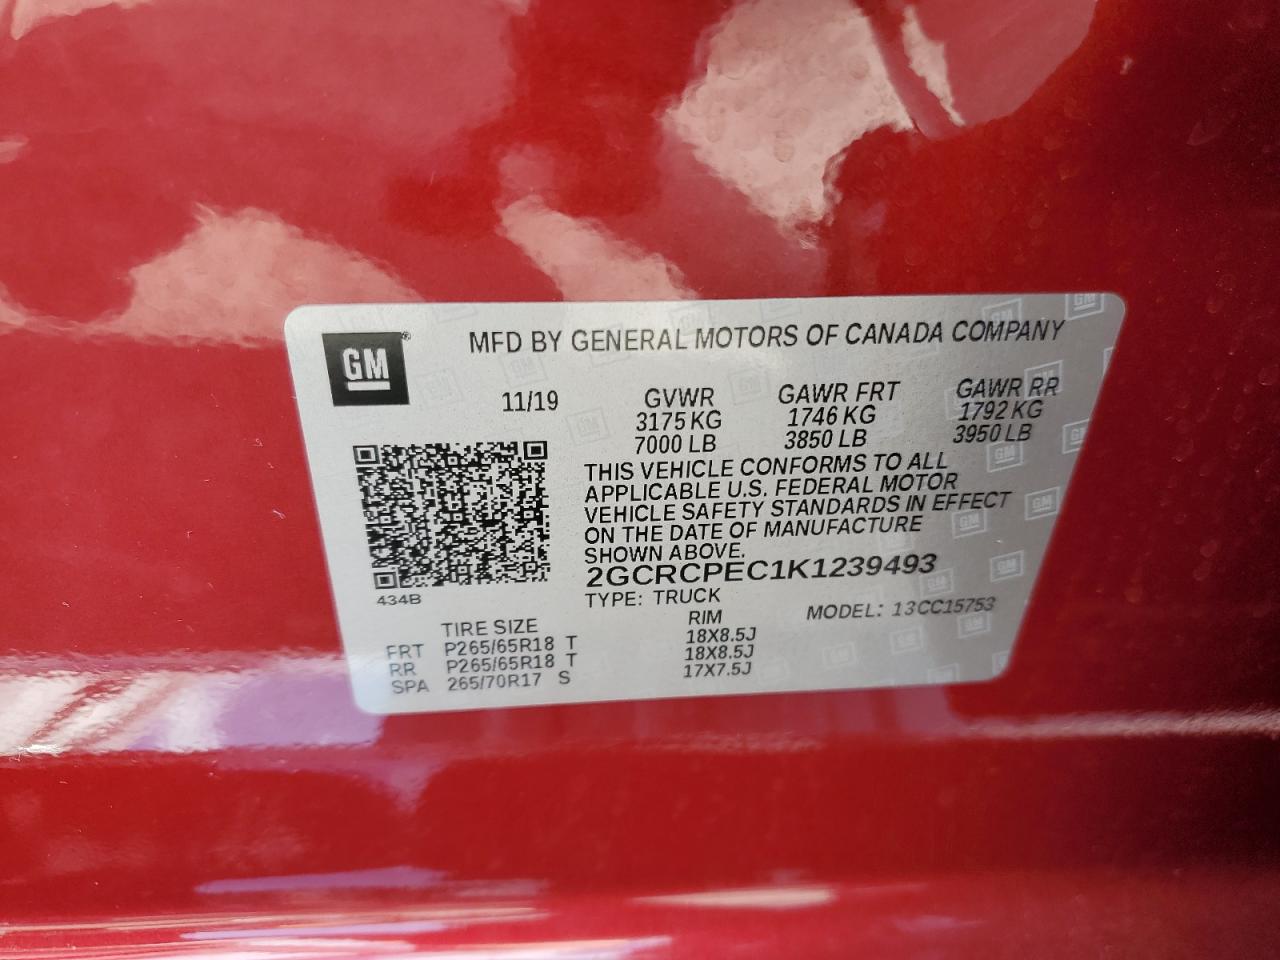 GM®
MFD BY GENERAL MOTORS OF CANADA COMPANY
11/19 GVWR GAWR FRT GAWR RR
3175 KG 1746 KG 1792 KG
7000 LB 3850 LB 3950 LB
THIS VEHICLE CONFORMS TO ALL
APPLICABLE U.S. FEDERAL MOTOR
VEHICLE SAFETY STANDARDS IN EFFECT
ON THE DATE OF MANUFACTURE
SHOWN ABOVE.
2GCRCPEC1K1239493
434B
TYPE: TRUCK
MODEL: 13CC15753
TIRE SIZE RIM
FRT P265/65R18 T 18X8.5J
RR P265/65R18 T 18X8.5J
SPA 265/70R17 S 17X7.5J